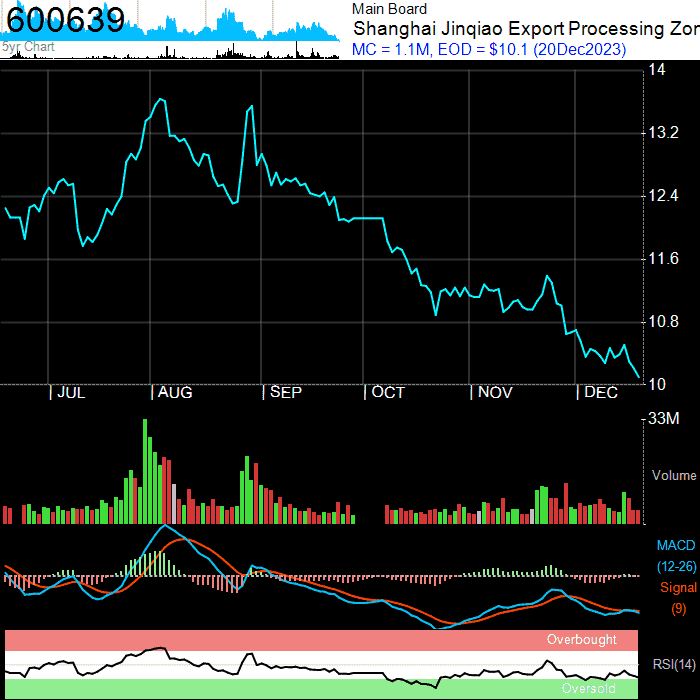 600639
5yr Chart
Main Board
Shanghai Jinqiao Export Processing Zon
MC = 1.1M, EOD = $10.1 (20Dec2023)
14
13.2
12.4
11.6
10.8
10
| JUL | AUG | SEP | OCT | NOV | DEC
33M
Volume
MACD
(12-26)
Signal
(9)
Overbought
RSI(14)
Oversold